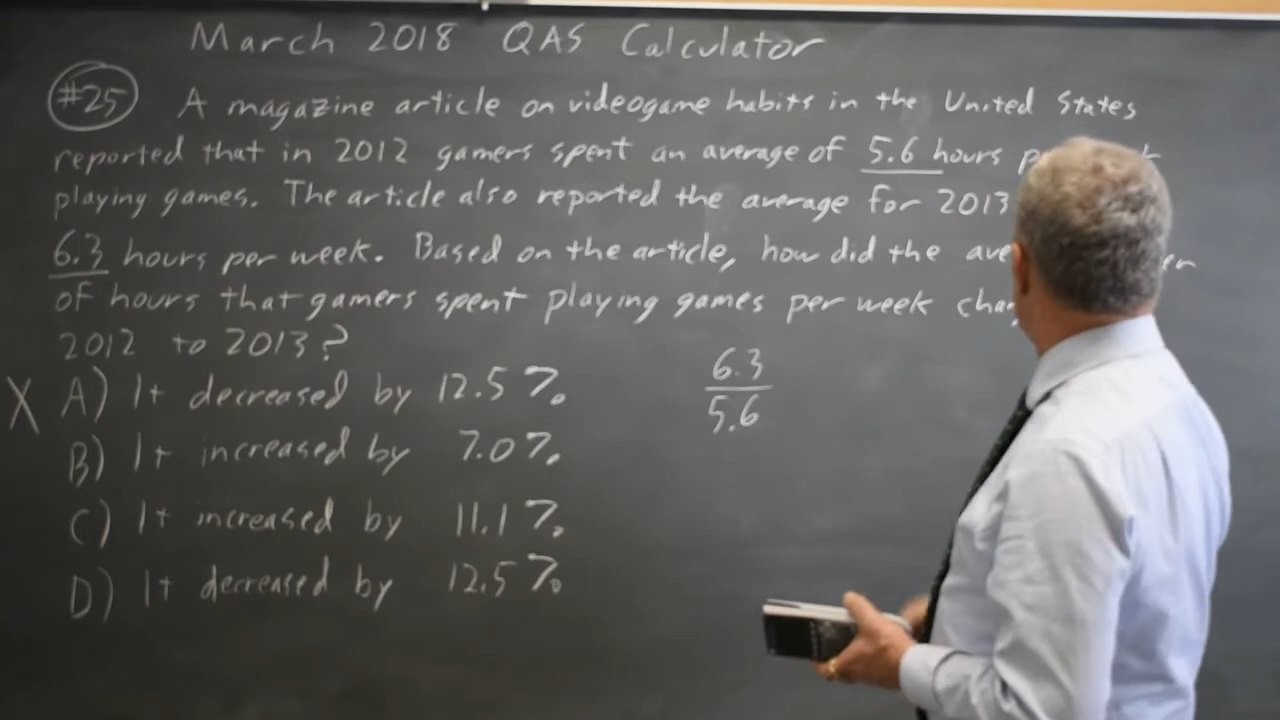 March 2018 QAS Calculator
#25 A magazine article on videogame habits in the United States
reported that in 2012 gamers spent an average of 5.6 hours
playing games. The article also reported the average for 2013
6.3 hours per week. Based on the article, how did the
of hours that gamers spent playing games per week
2012 to 2013?
X A) It decreased by 12.5%
B) It increased by 7.0%
C) It increased by 11.1%
D) It decreased by 12.5%
6.3
5.6